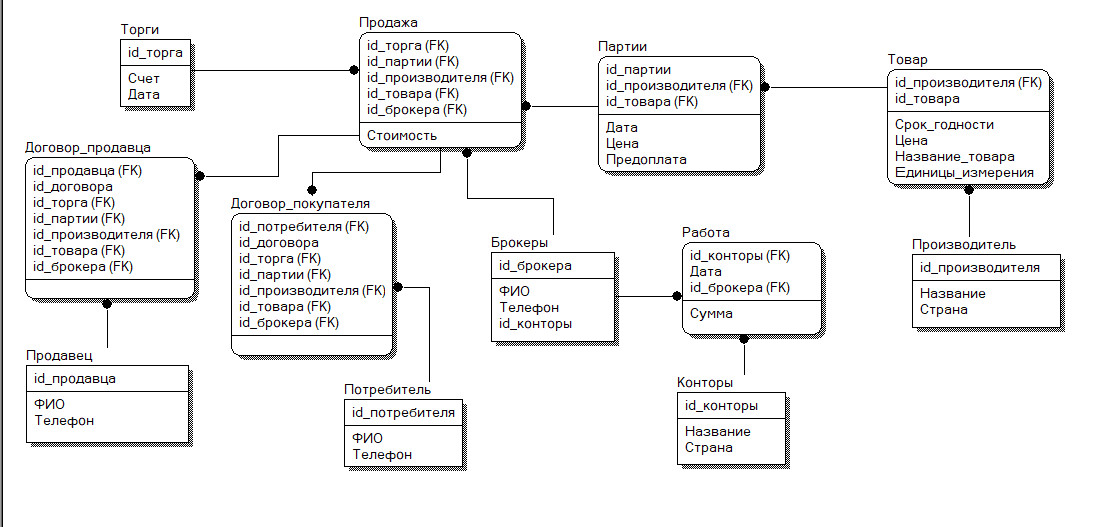 Торги
id_торга
Счет
Дата
Продажа
id_торга (FK)
id_партии (FK)
id_производителя (FK)
id_товара (FK)
id_брокера (FK)
Стоимость
Партии
id_партии
id_производителя (FK)
id_товара (FK)
Дата
Цена
Предоплата
Товар
id_производителя (FK)
id_товара
Срок_годности
Цена
Название_товара
Единицы_измерения
Договор_продавца
id_продавца (FK)
id_договора
id_торга (FK)
id_партии (FK)
id_производителя (FK)
id_товара (FK)
id_брокера (FK)
Договор_покупателя
id_потребителя (FK)
id_договора
id_торга (FK)
id_партии (FK)
id_производителя (FK)
id_товара (FK)
id_брокера (FK)
Брокеры
id_брокера
ФИО
Телефон
id_конторы
Работа
id_конторы (FK)
Дата
id_брокера (FK)
Сумма
Производитель
id_производителя
Название
Страна
Продавец
id_продавца
ФИО
Телефон
Потребитель
id_потребителя
ФИО
Телефон
Конторы
id_конторы
Название
Страна